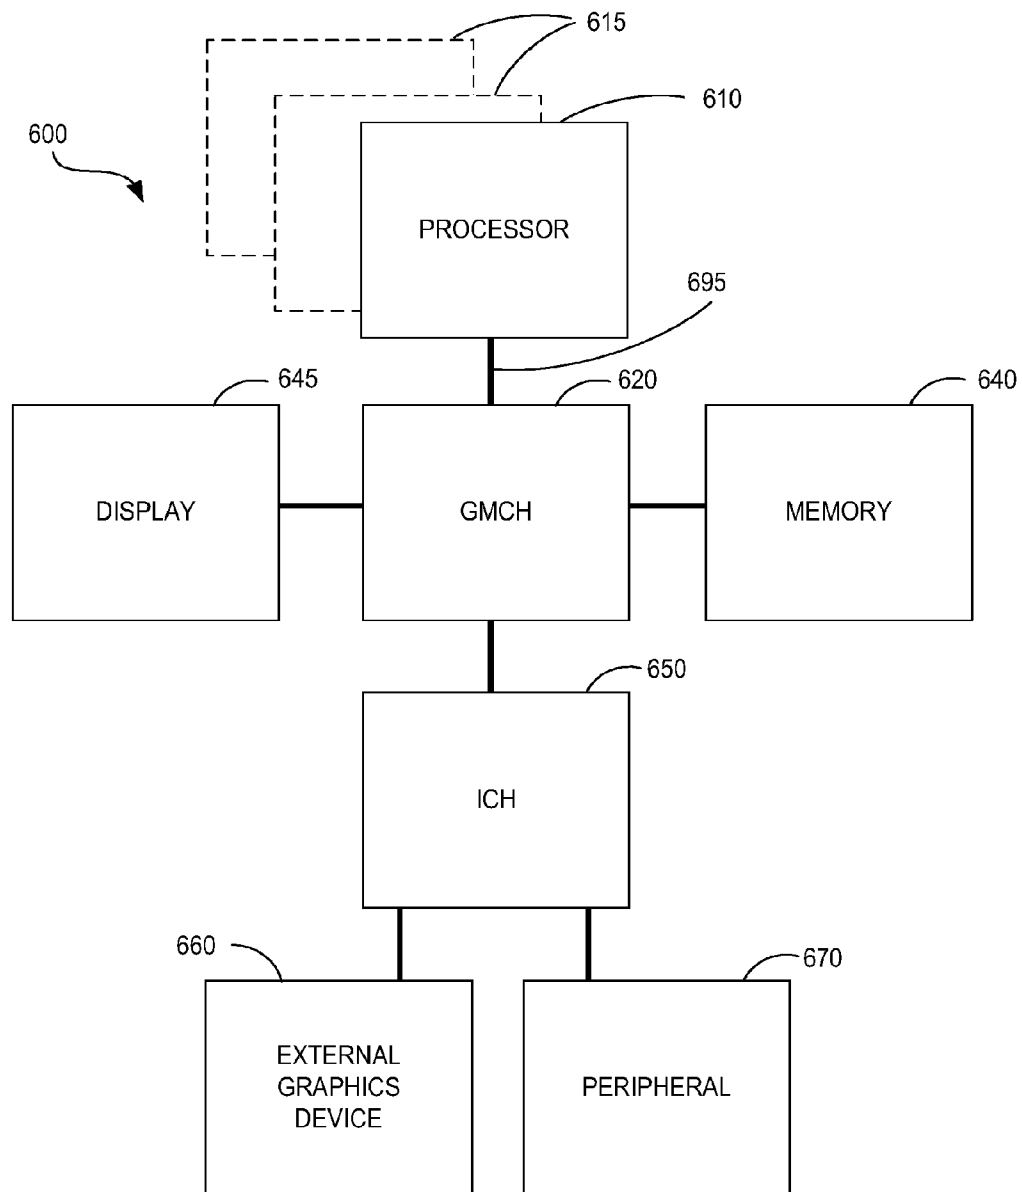 615
610
600
PROCESSOR
695
645
620
640
DISPLAY
GMCH
MEMORY
650
ICH
660
670
EXTERNAL
GRAPHICS
DEVICE
PERIPHERAL